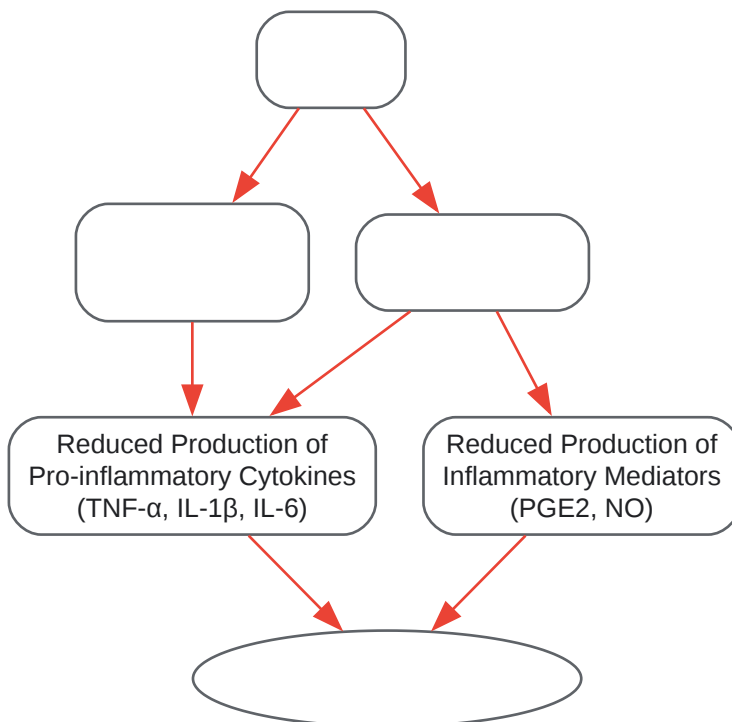 Reduced Production of
Pro-inflammatory Cytokines
(TNF-α, IL-1β, IL-6)
Reduced Production of
Inflammatory Mediators
(PGE2, NO)